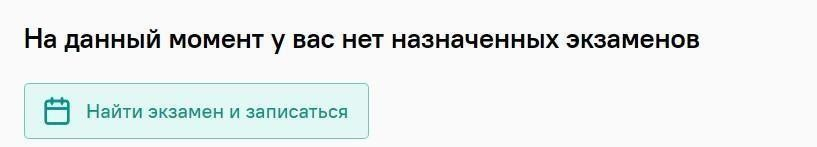 На данный момент у вас нет назначенных экзаменов
Найти экзамен и записаться